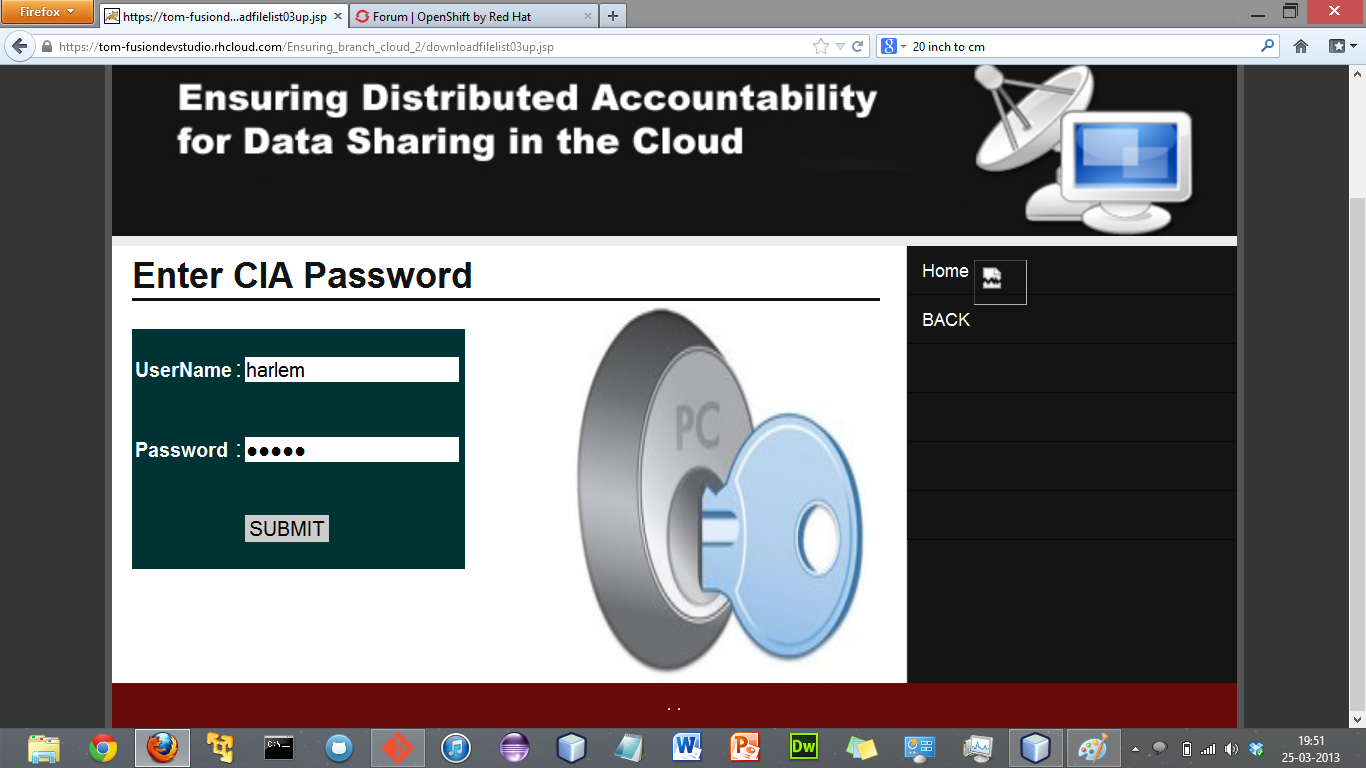 Firefox
https://tom-fusiond...adfilelist03up.jsp
Forum | OpenShift by Red Hat
https://tom-fusiondevstudio.rhcloud.com/Ensuring_branch_cloud_2/downloadfilelist03up.jsp
20 inch to cm
Ensuring Distributed Accountability
for Data Sharing in the Cloud
Enter CIA Password
Home
BACK
UserName : harlem
Password : ●●●●●
SUBMIT
PC
. .
19:51
25-03-2013